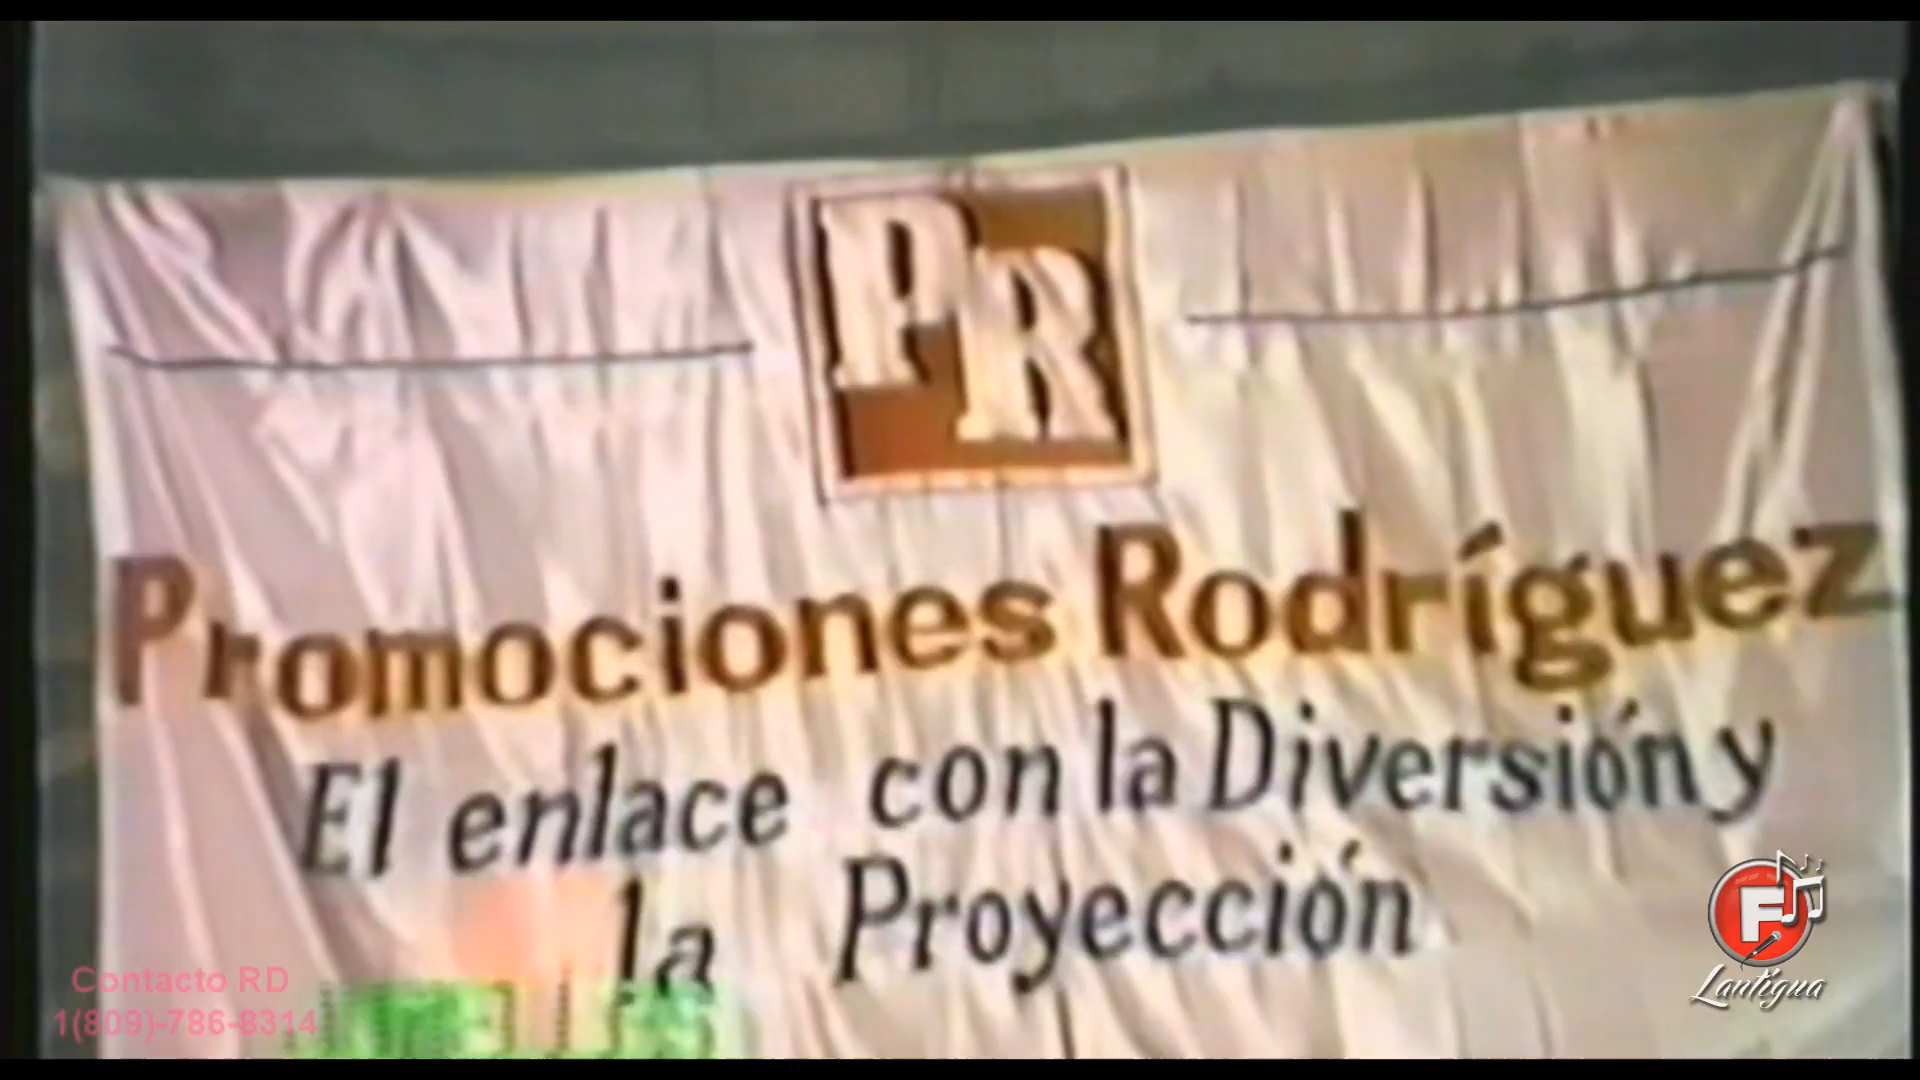 PR
Promociones Rodríguez
El enlace con la Diversión y
la Proyección
Contacto RD
1(809)-786-8314
F
Lantigua